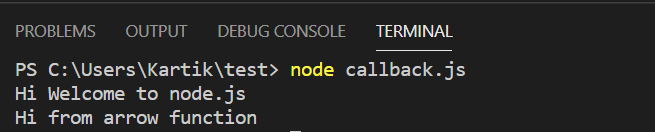 PROBLEMS OUTPUT DEBUG CONSOLE TERMINAL
PS C:\Users\Kartik\test> node callback.js
Hi Welcome to node.js
Hi from arrow function